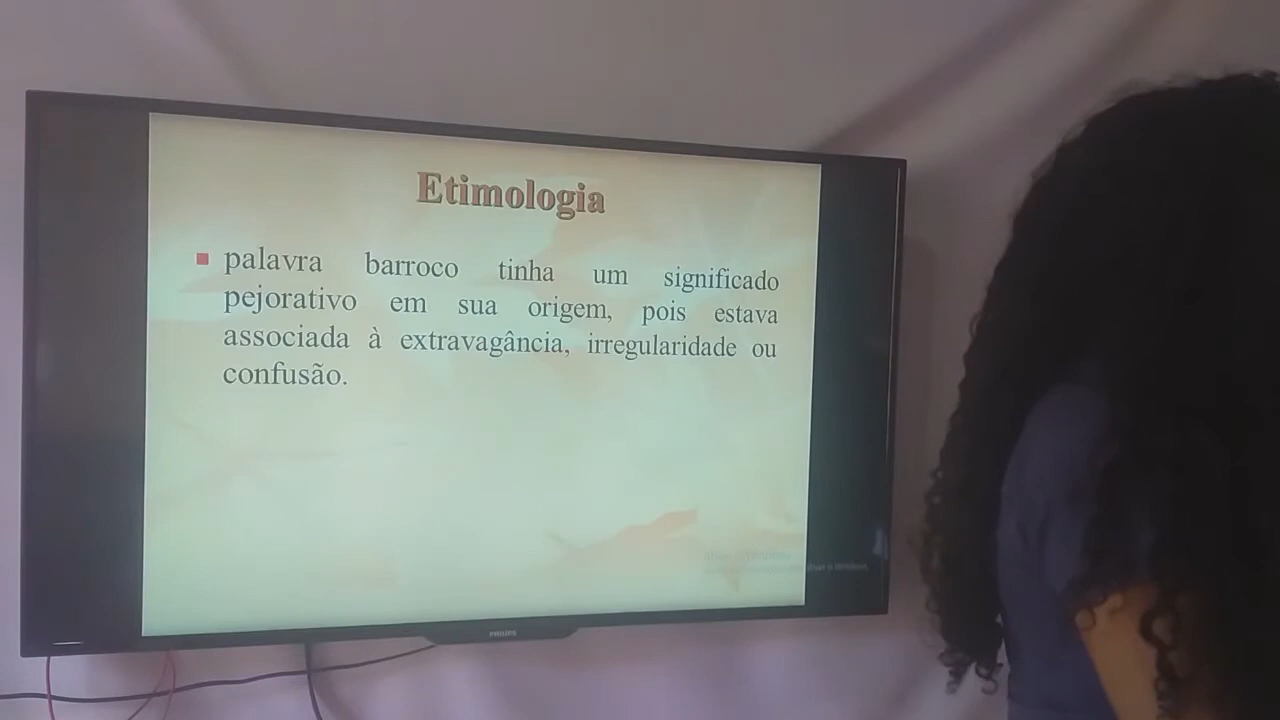 Etimologia
palavra barroco tinha um significado
pejorativo em sua origem, pois estava
associada à extravagância, irregularidade ou
confusão.
PHILIPS